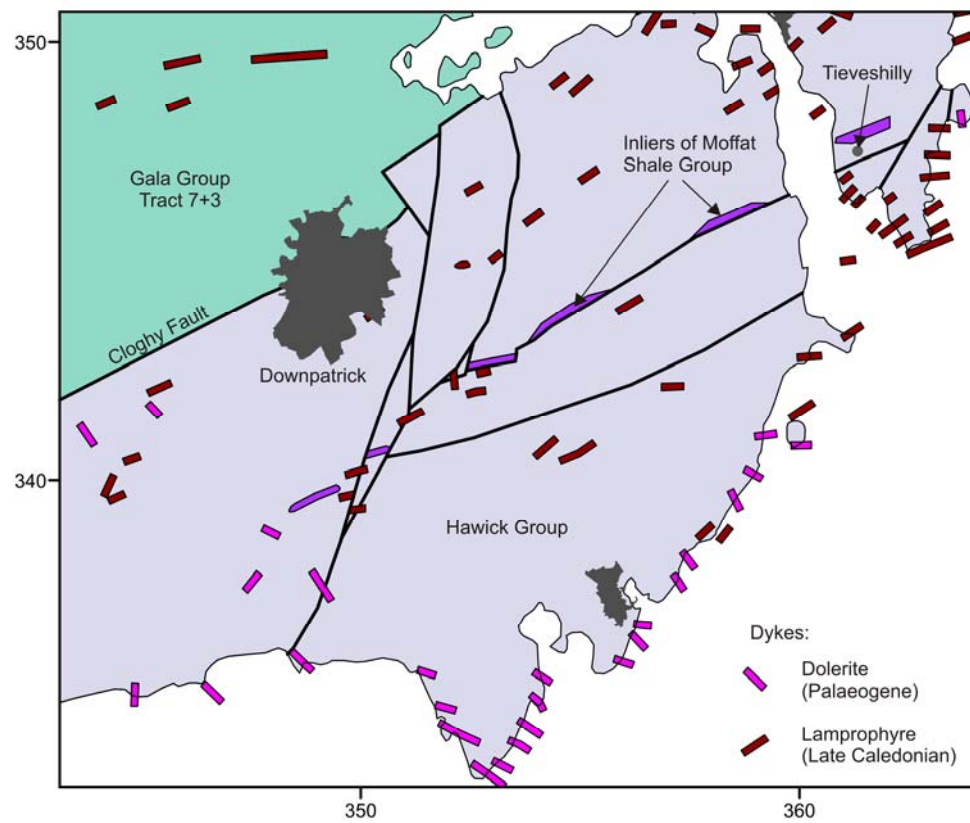 350
Tieveshilly
Inliers of Moffat
Shale Group
Gala Group
Tract 7+3
Cloghy Fault
Downpatrick
340
Hawick Group
Dykes:
Dolerite
(Palaeogene)
Lamprophyre
(Late Caledonian)
350
360